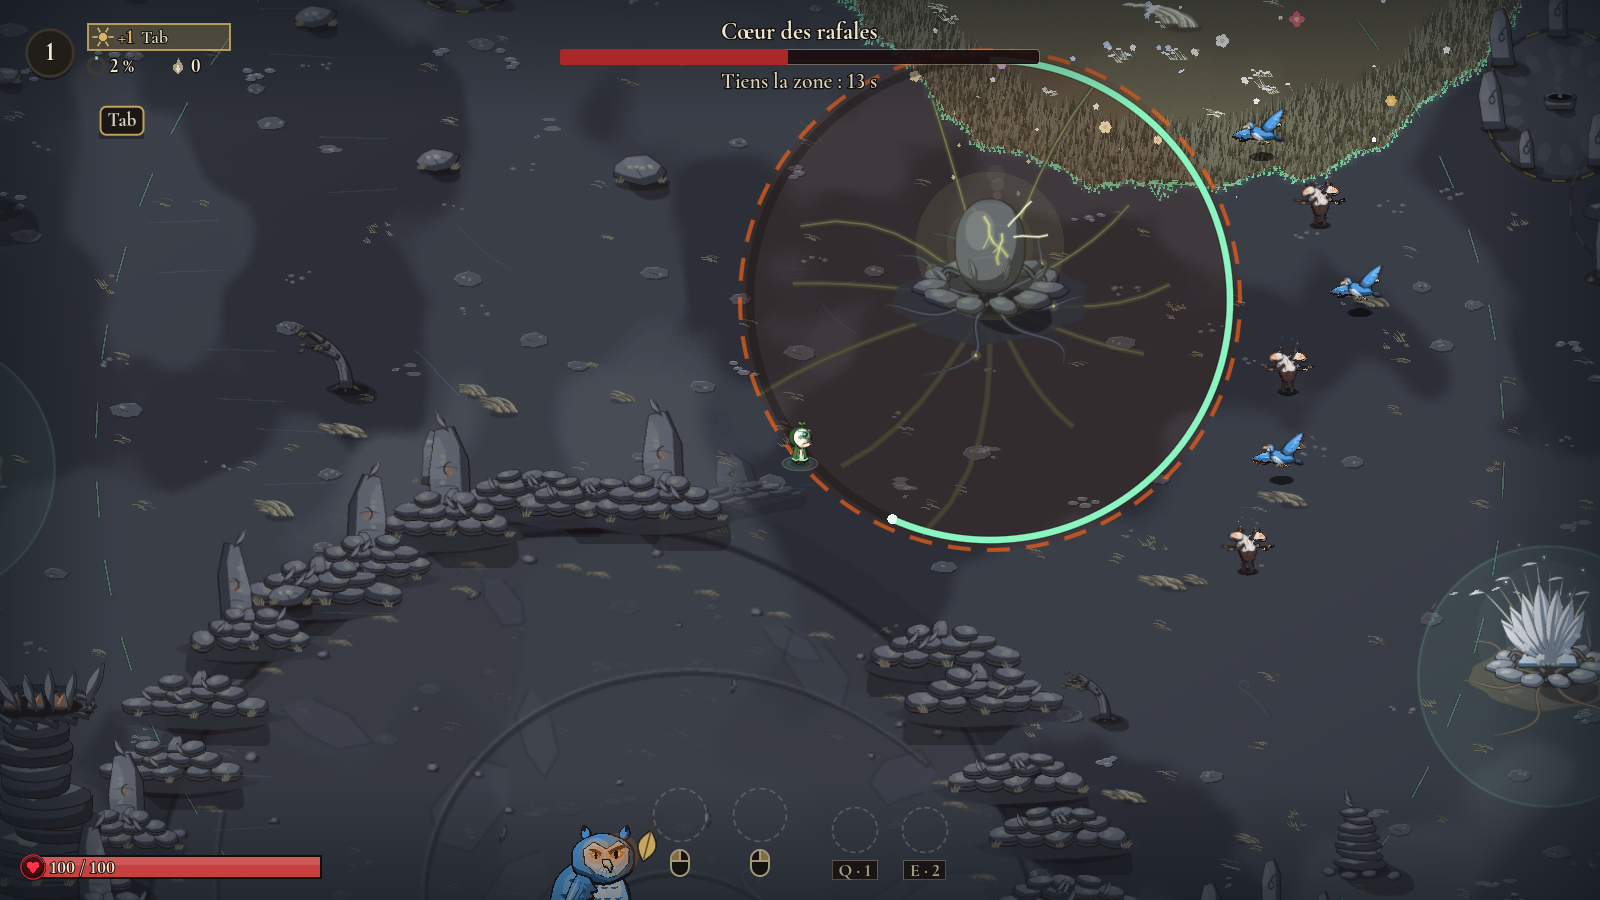 Cœur des rafales
Tiens la zone : 13 s
1
+1 Tab
2 %
0
Tab
100 / 100
Q · 1
E · 2